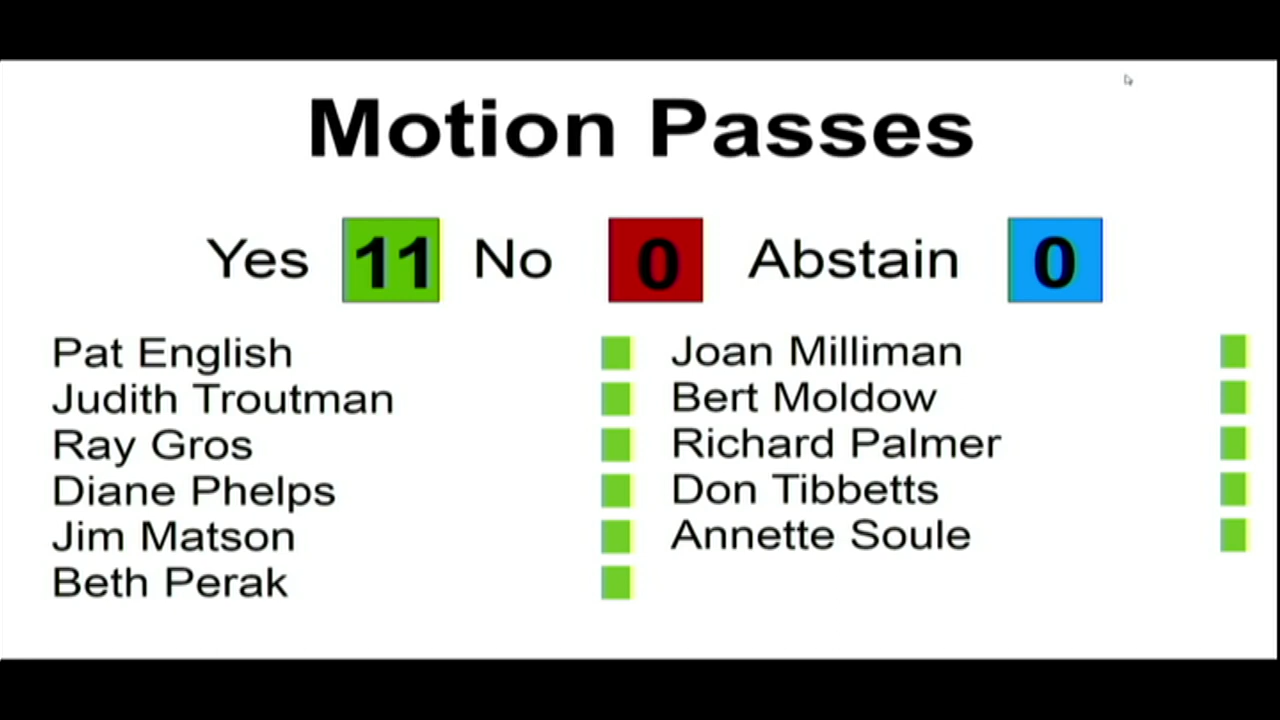 Motion Passes
Yes 11 No 0 Abstain 0
Pat English
Judith Troutman
Ray Gros
Diane Phelps
Jim Matson
Beth Perak
Joan Milliman
Bert Moldow
Richard Palmer
Don Tibbetts
Annette Soule